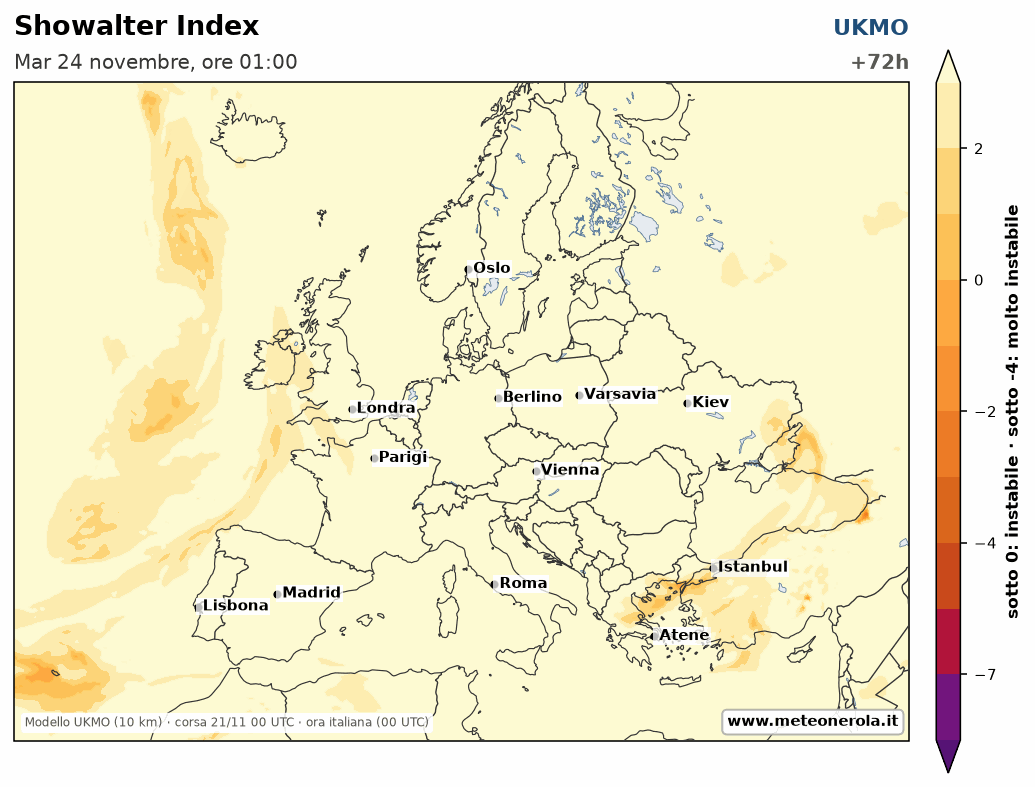 Showalter Index
UKMO
Mar 24 novembre, ore 01:00
+72h
2
0
−2
−4
−7
sotto 0: instabile · sotto -4: molto instabile
Oslo
Londra
Berlino
Varsavia
Kiev
Parigi
Vienna
Istanbul
Roma
Madrid
Lisbona
Atene
Modello UKMO (10 km) · corsa 21/11 00 UTC · ora italiana (00 UTC)
www.meteonerola.it